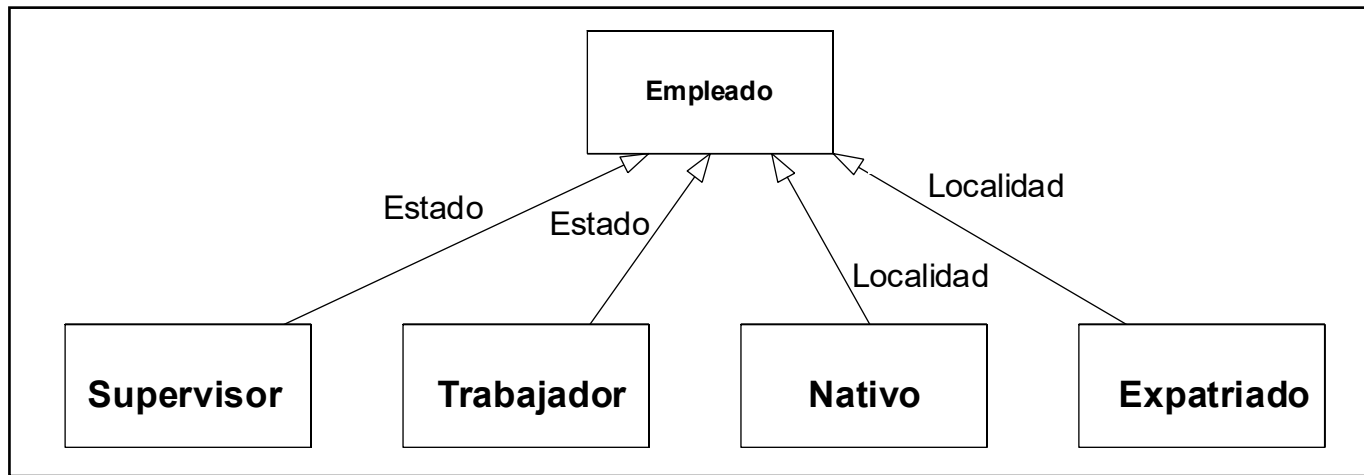 Empleado
Localidad
Estado
Estado
Localidad
Supervisor
Trabajador
Nativo
Expatriado